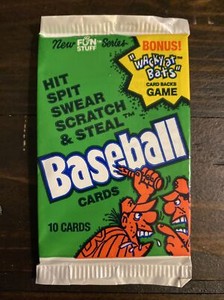 New FUN STUFF Series
BONUS!
"WACKY AT
BATS"
CARD BACKS
GAME
HIT
SPIT
SWEAR
SCRATCH
& STEAL™
Baseball
CARDS
10 CARDS